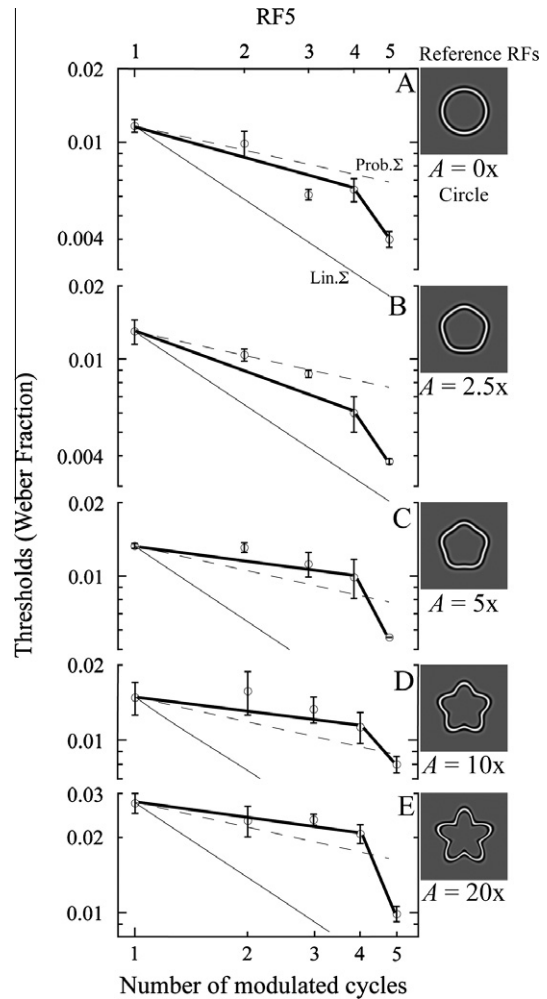 RF5
1 2 3 4 5
Reference RFs
Thresholds (Weber Fraction)
0.02
0.01
0.004
A
Prob.Σ
Lin.Σ
A = 0x
Circle
0.02
0.01
0.004
B
A = 2.5x
0.02
0.01
C
A = 5x
0.02
0.01
D
A = 10x
0.03
0.02
0.01
E
A = 20x
1 2 3 4 5
Number of modulated cycles